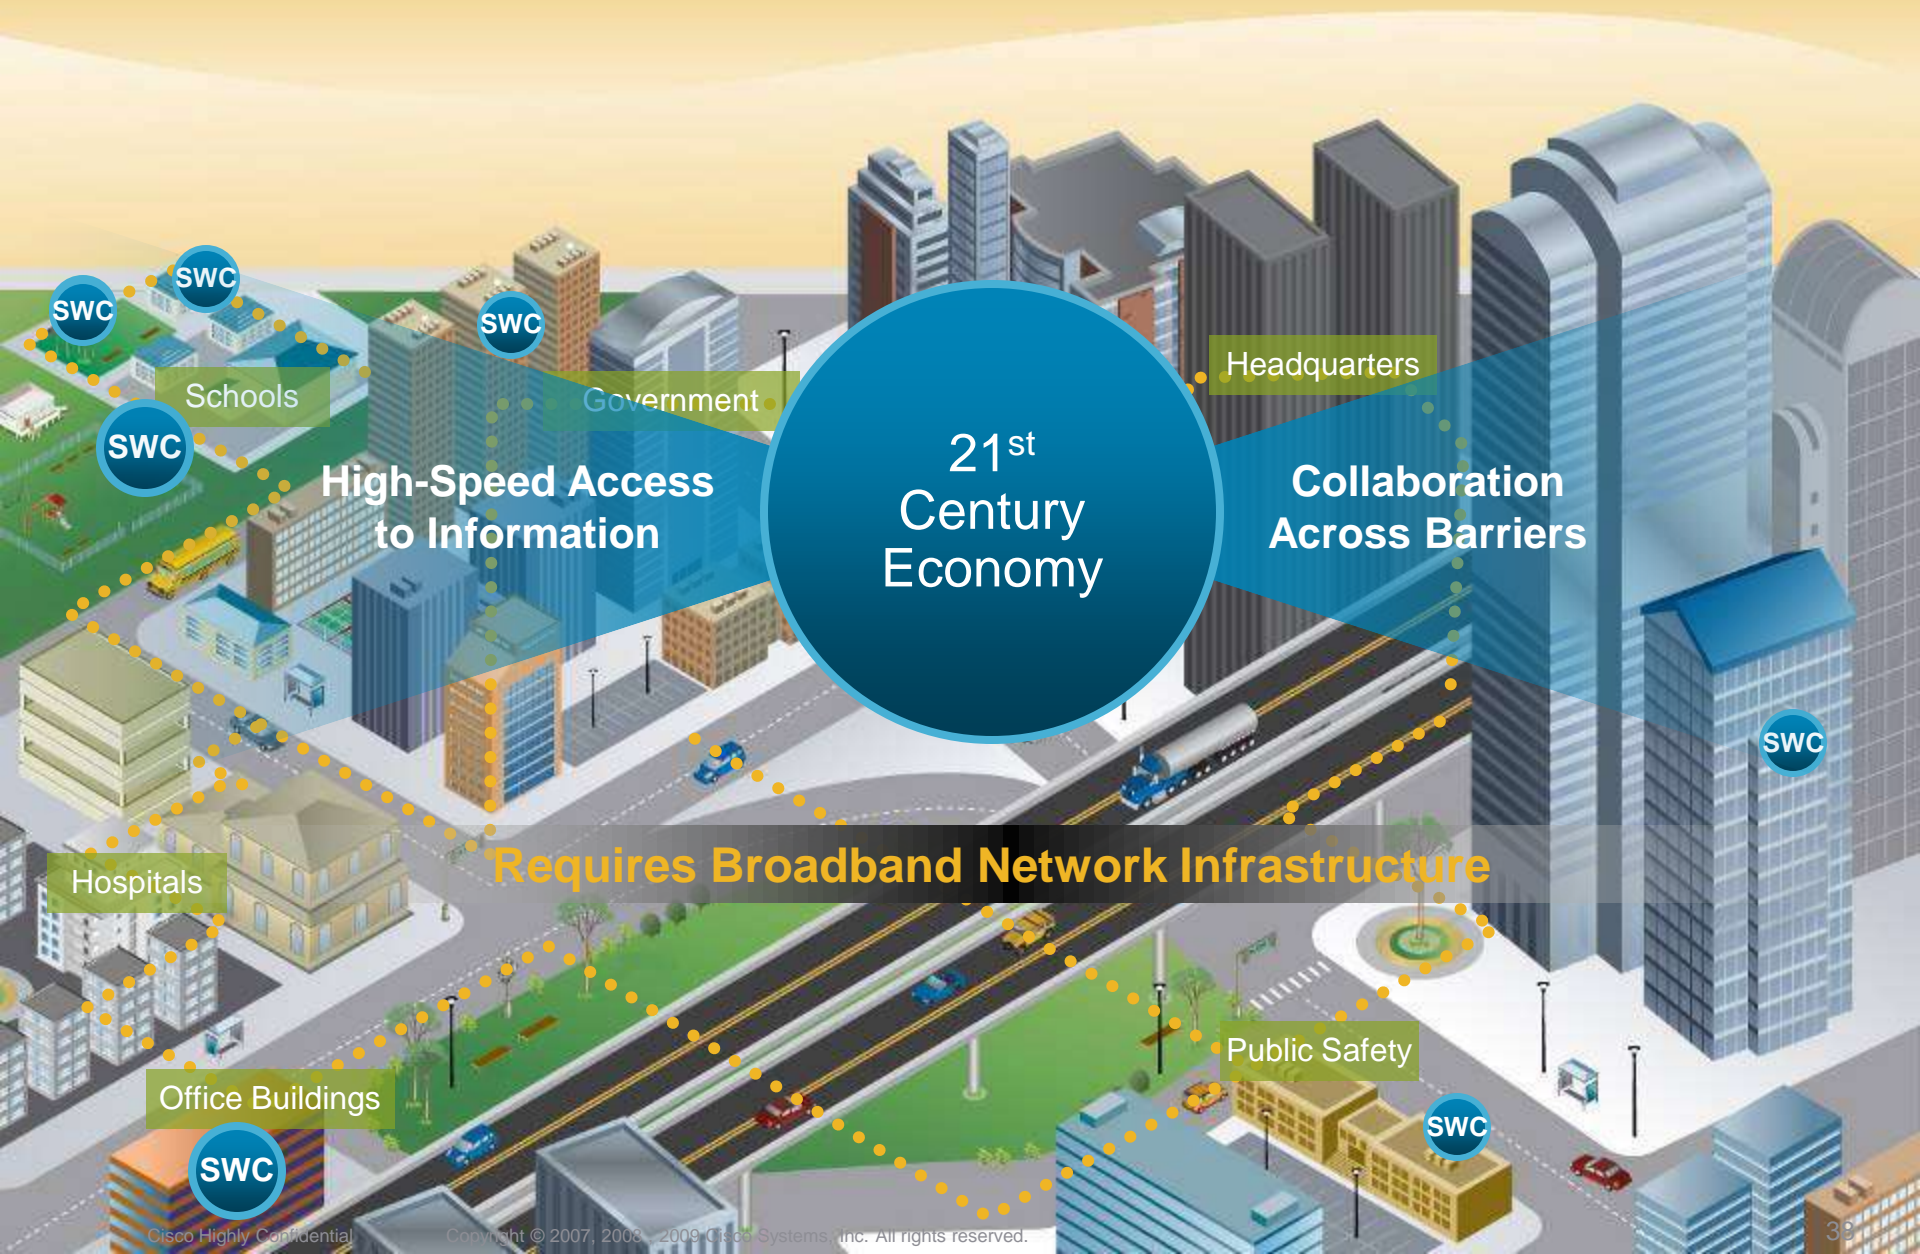 SWC
SWC
SWC
Schools
Government
Headquarters
SWC
High-Speed Access
to Information
21st
Century
Economy
Collaboration
Across Barriers
SWC
Requires Broadband Network Infrastructure
Hospitals
Public Safety
Office Buildings
SWC
SWC
Cisco Highly Confidential
Copyright © 2007, 2008, 2009 Cisco Systems, Inc. All rights reserved.